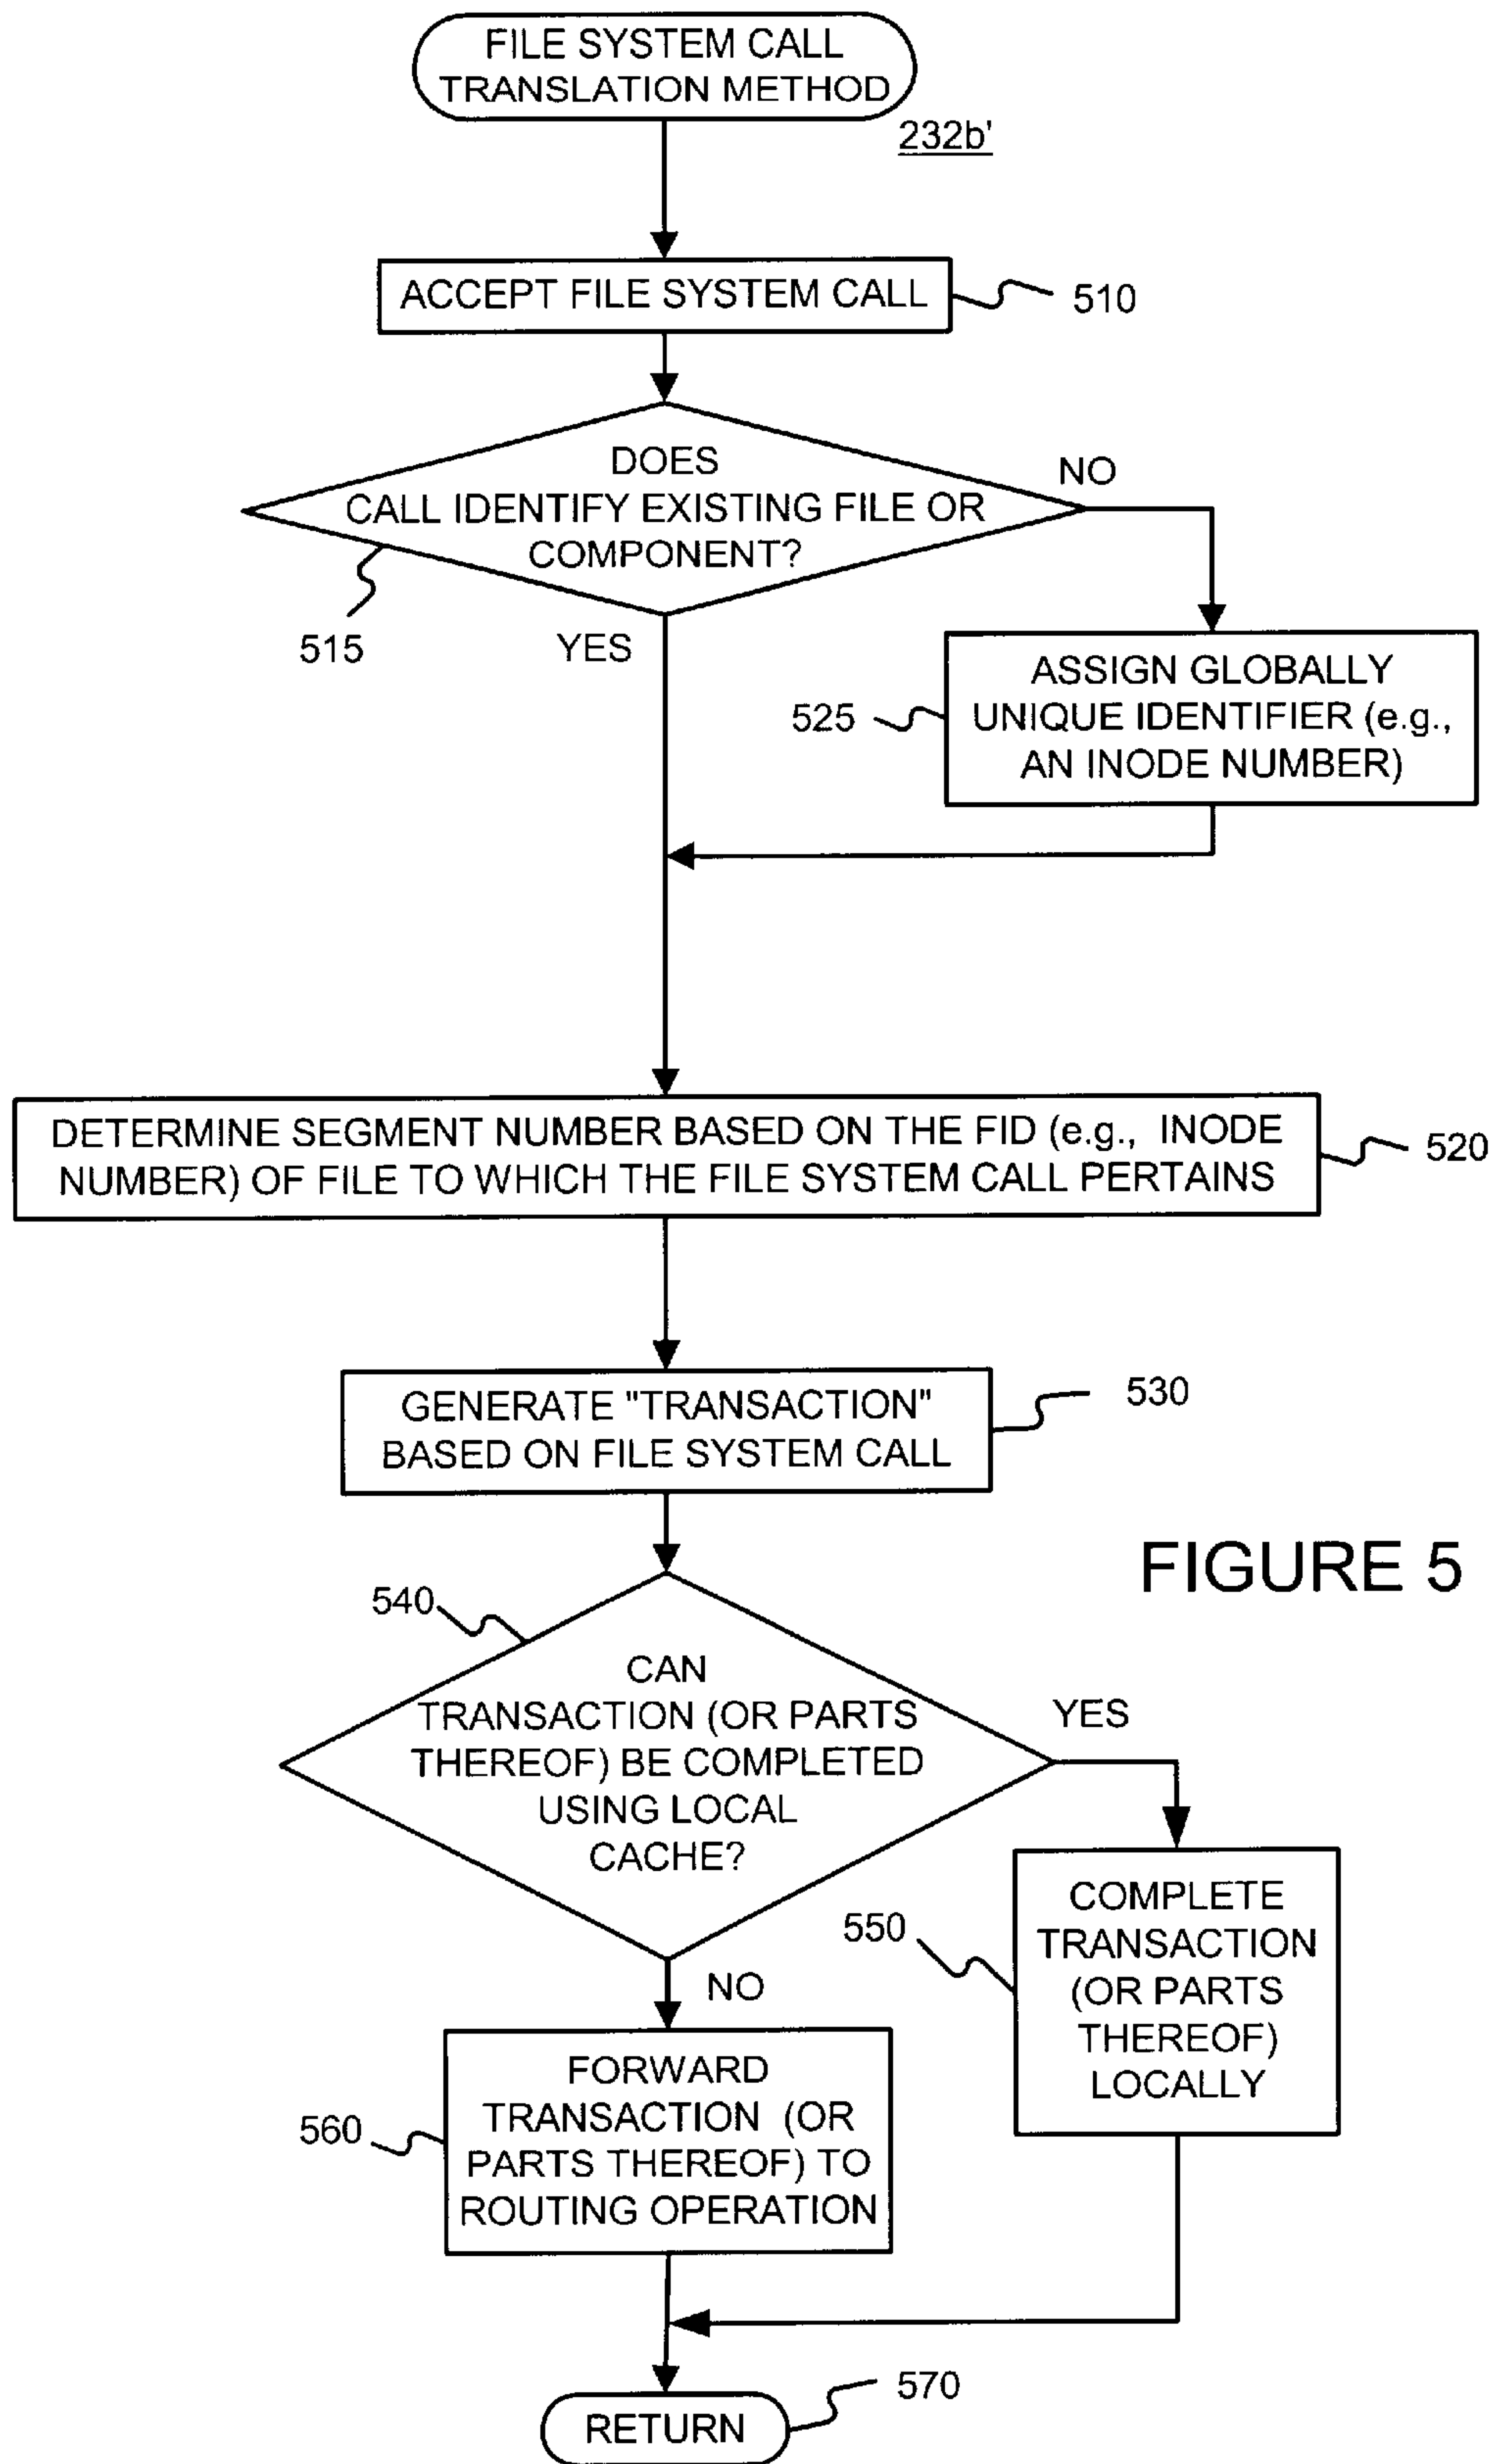 FILE SYSTEM CALL
TRANSLATION METHOD
232b'
ACCEPT FILE SYSTEM CALL
510
DOES
CALL IDENTIFY EXISTING FILE OR
COMPONENT?
NO
515
YES
ASSIGN GLOBALLY
UNIQUE IDENTIFIER (e.g.,
AN INODE NUMBER)
525
DETERMINE SEGMENT NUMBER BASED ON THE FID (e.g., INODE
NUMBER) OF FILE TO WHICH THE FILE SYSTEM CALL PERTAINS
520
GENERATE "TRANSACTION"
BASED ON FILE SYSTEM CALL
530
FIGURE 5
540
CAN
TRANSACTION (OR PARTS
THEREOF) BE COMPLETED
USING LOCAL
CACHE?
YES
COMPLETE
TRANSACTION
(OR PARTS
THEREOF)
LOCALLY
550
NO
FORWARD
TRANSACTION (OR
PARTS THEREOF) TO
ROUTING OPERATION
560
RETURN
570